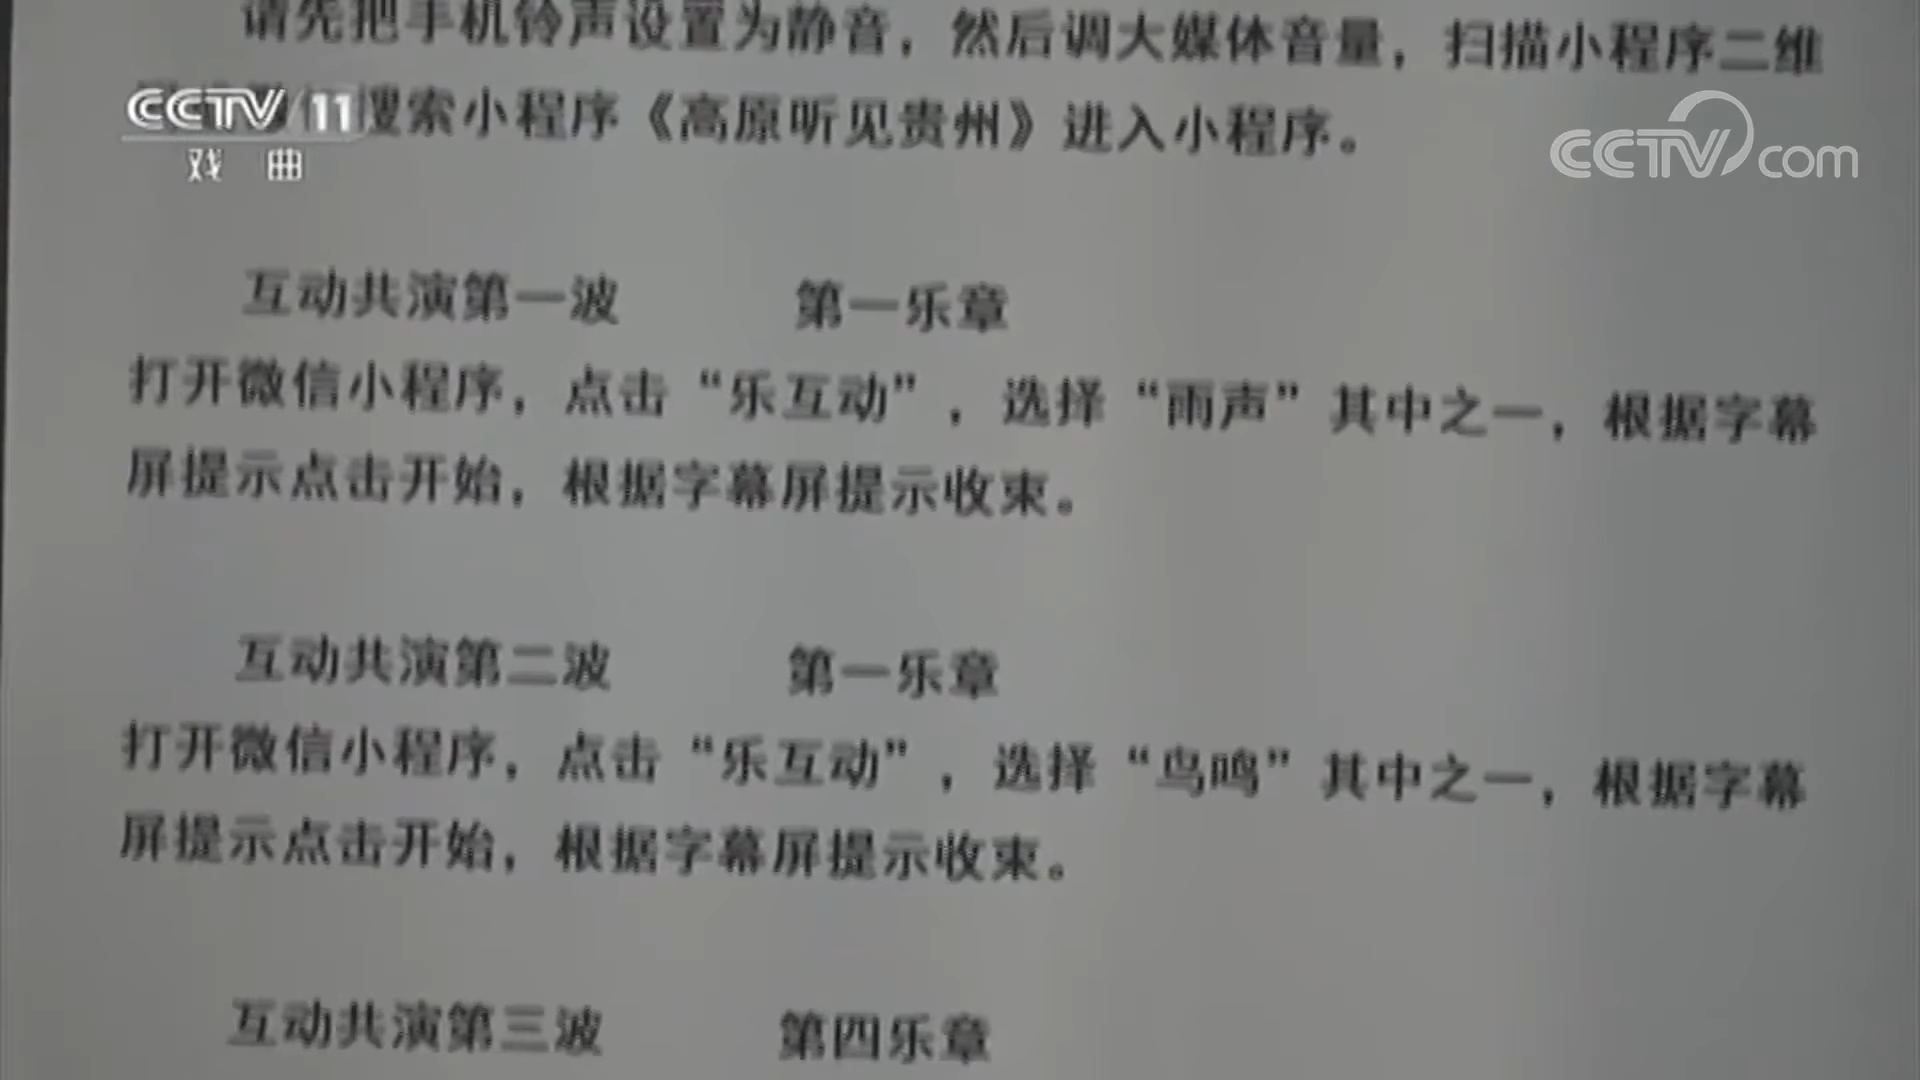 请先把手机铃声设置为静音，然后调大媒体音量，扫描小程序二维
搜索小程序《高原听见贵州》进入小程序。
CCTV 11
戏曲
CCTV com
互动共演第一波 第一乐章
打开微信小程序，点击“乐互动”，选择“雨声”其中之一，根据字幕
屏提示点击开始，根据字幕屏提示收束。
互动共演第二波 第一乐章
打开微信小程序，点击“乐互动”，选择“鸟鸣”其中之一，根据字幕
屏提示点击开始，根据字幕屏提示收束。
互动共演第三波 第四乐章